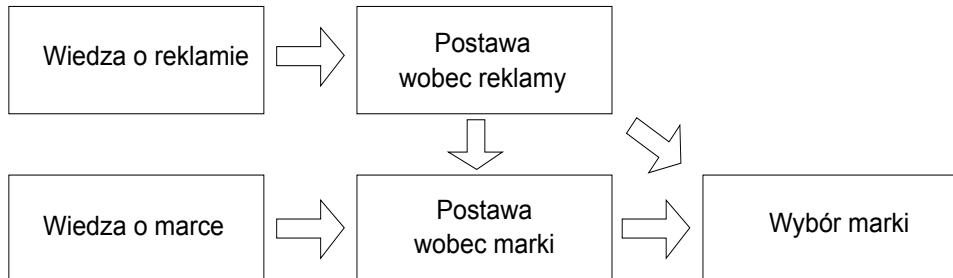 Wiedza o reklamie
Postawa
wobec reklamy
Wiedza o marce
Postawa
wobec marki
Wybór marki